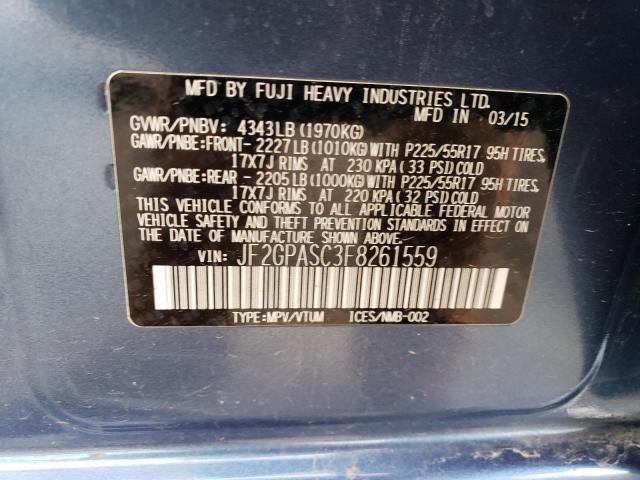 MFD BY FUJI HEAVY INDUSTRIES LTD.
MFD IN 03/15
GVWR/PNBV: 4343LB(1970KG)
GAWR/PNBE:FRONT-2227LB(1010KG)WITH P225/55R17 95H TIRES,
17X7J RIMS AT 230 KPA(33 PSI)COLD
GAWR/PNBE:REAR -2205LB(1000KG)WITH P225/55R17 95H TIRES,
17X7J RIMS AT 220 KPA(32 PSI)COLD
THIS VEHICLE CONFORMS TO ALL APPLICABLE FEDERAL MOTOR
VEHICLE SAFETY AND THEFT PREVENTION STANDARDS IN EFFECT ON
THE DATE OF MANUFACTURE SHOWN ABOVE.
VIN: JF2GPASC3F8261559
TYPE:MPV/VTUM ICES/NMB-002